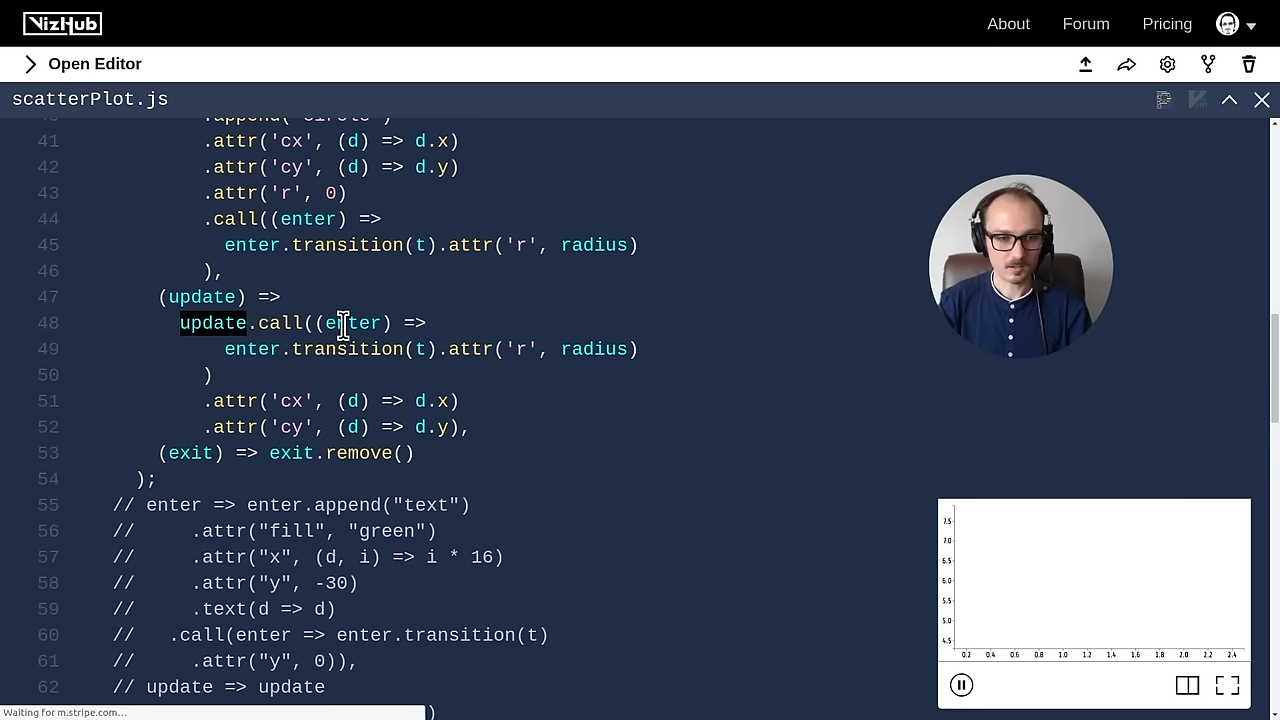 VizHub
About
Forum
Pricing
Open Editor
scatterPlot.js
40 .append('circle')
41 .attr('cx', (d) => d.x)
42 .attr('cy', (d) => d.y)
43 .attr('r', 0)
44 .call((enter) =>
45 enter.transition(t).attr('r', radius)
46 ),
47 (update) =>
48 update.call((enter) =>
49 enter.transition(t).attr('r', radius)
50 )
51 .attr('cx', (d) => d.x)
52 .attr('cy', (d) => d.y),
53 (exit) => exit.remove()
54 );
55 // enter => enter.append("text")
56 // .attr("fill", "green")
57 // .attr("x", (d, i) => i * 16)
58 // .attr("y", -30)
59 // .text(d => d)
60 // .call(enter => enter.transition(t)
61 // .attr("y", 0)),
62 // update => update
)
7.5
7.0
6.5
6.0
5.5
5.0
4.5
0.2 0.4 0.6 0.8 1.0 1.2 1.4 1.6 1.8 2.0 2.2 2.4
Waiting for m.stripe.com...